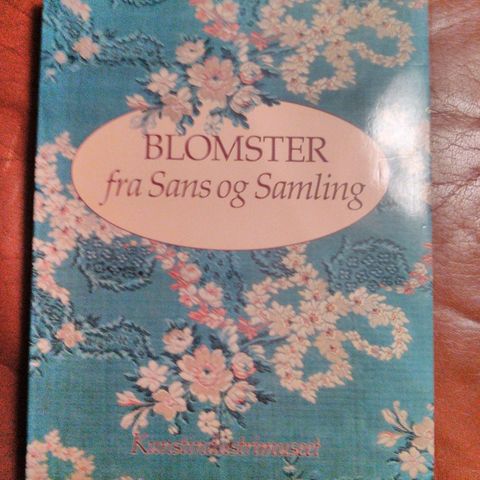 BLOMSTER
fra Sans og Samling
Kunstindustrimuseet